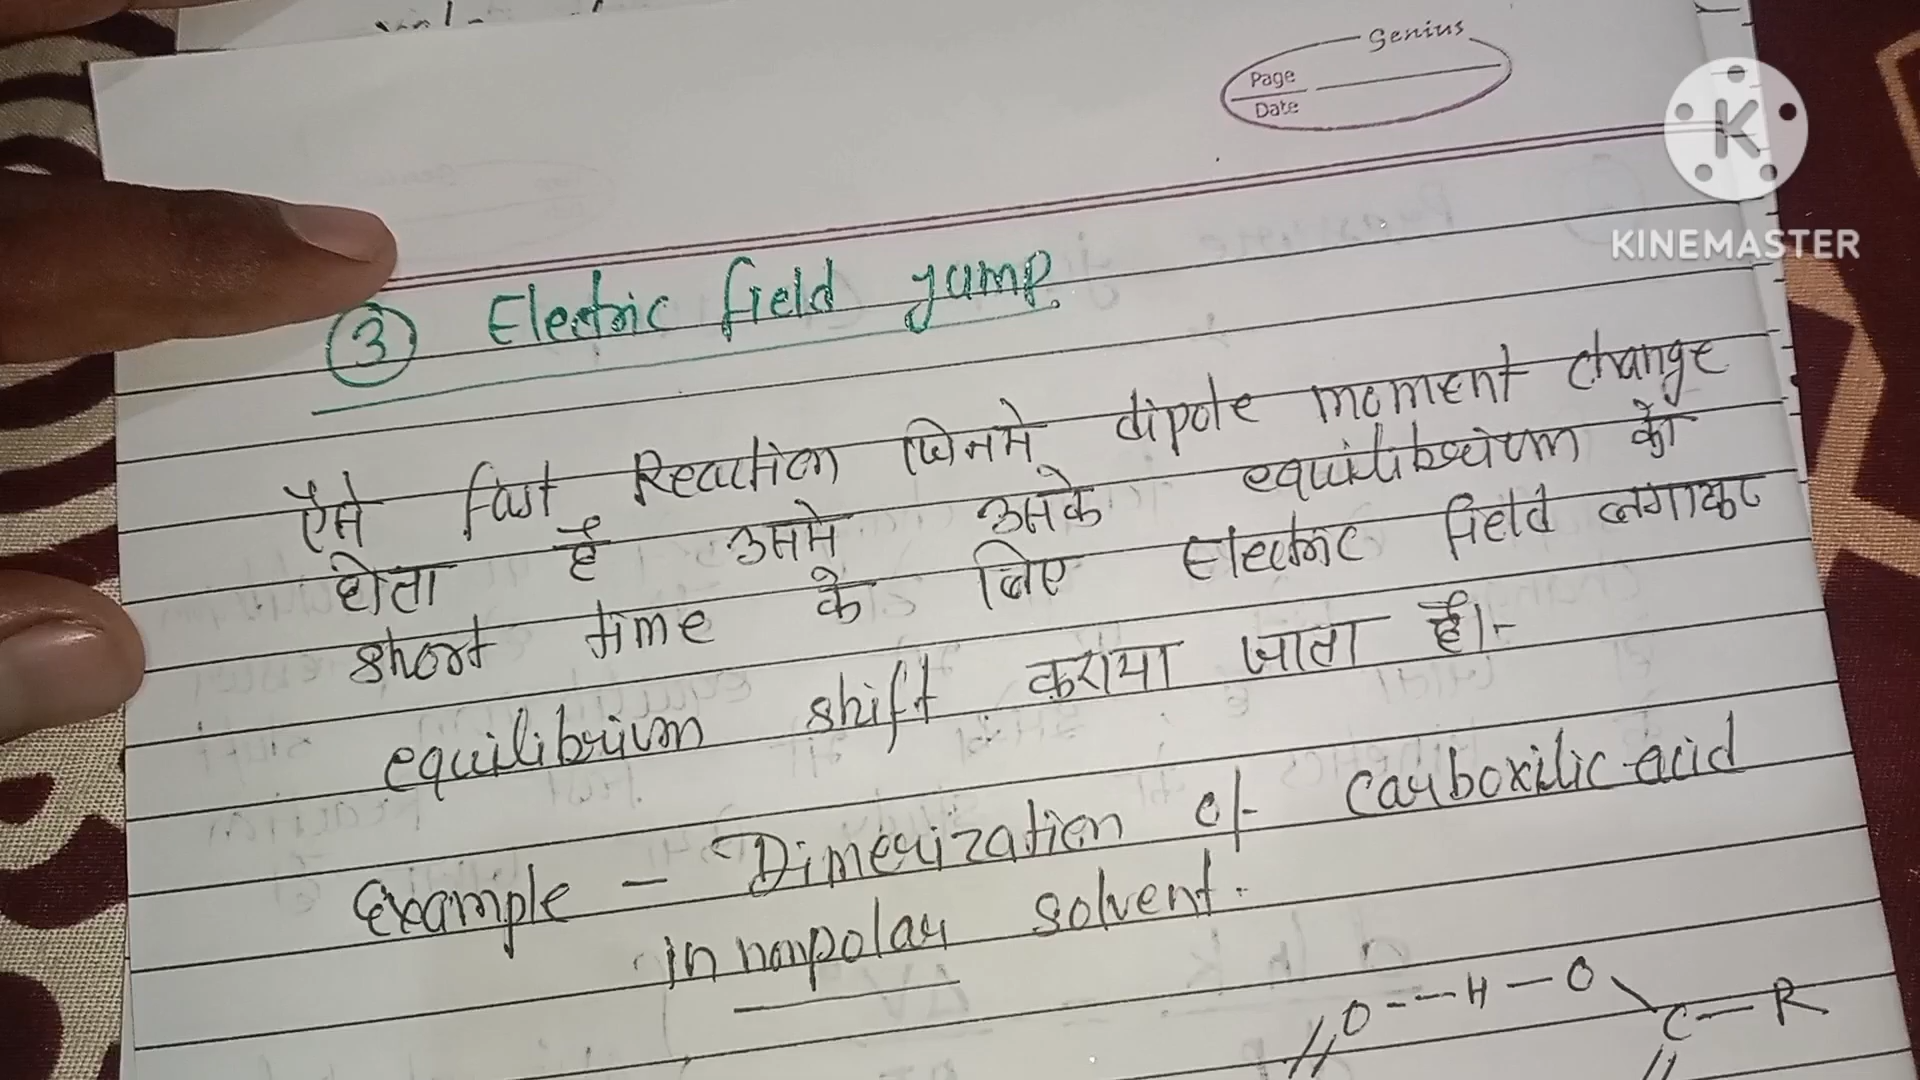 Genius
Page
Date
KINEMASTER
③ Electric field jump.
ऐसे fast Reaction जिनमे dipole moment change
होता है उसमे उसके equilibrium को
short time के लिए Electric field लगाकर
equilibrium shift कराया जाता है।-
Example - Dimerization of carboxilic acid
in nonpolar solvent.
O---H-O
C-R